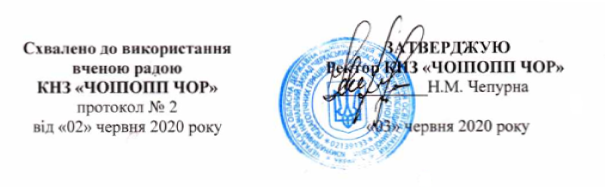 Схвалено до використання
вченою радою
КНЗ «ЧОІПОПП ЧОР»
протокол № 2
від «02» червня 2020 року
ЗАТВЕРДЖУЮ
Ректор КНЗ «ЧОІПОПП ЧОР»
Н.М. Чепурна
«03» червня 2020 року
02139133